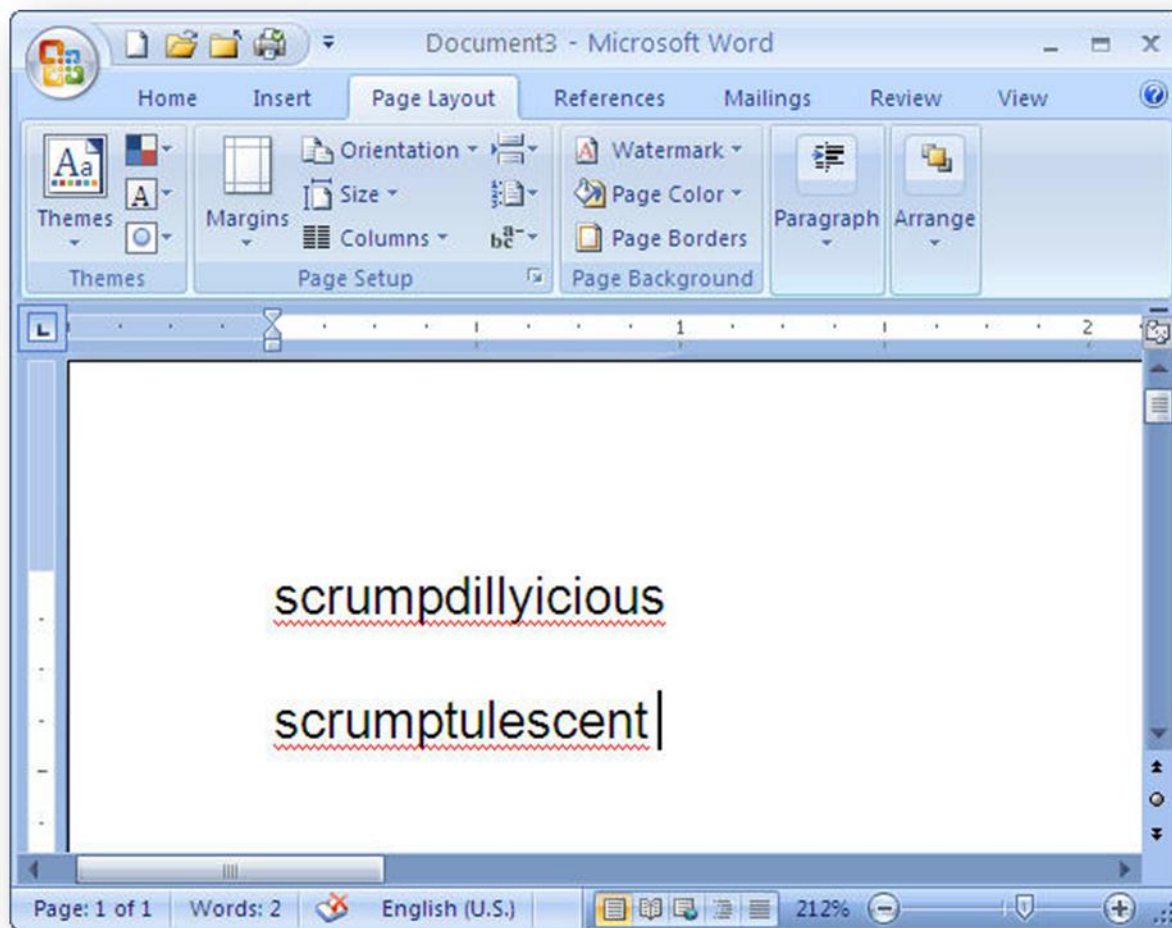 Document3 - Microsoft Word
Home Insert Page Layout References Mailings Review View
Aa Orientation Watermark
A Size Page Color
Themes Margins Columns Page Borders Paragraph Arrange
Themes Page Setup Page Background
1 2
scrumpdillyicious
scrumptulescent
Page: 1 of 1 Words: 2 English (U.S.) 212%